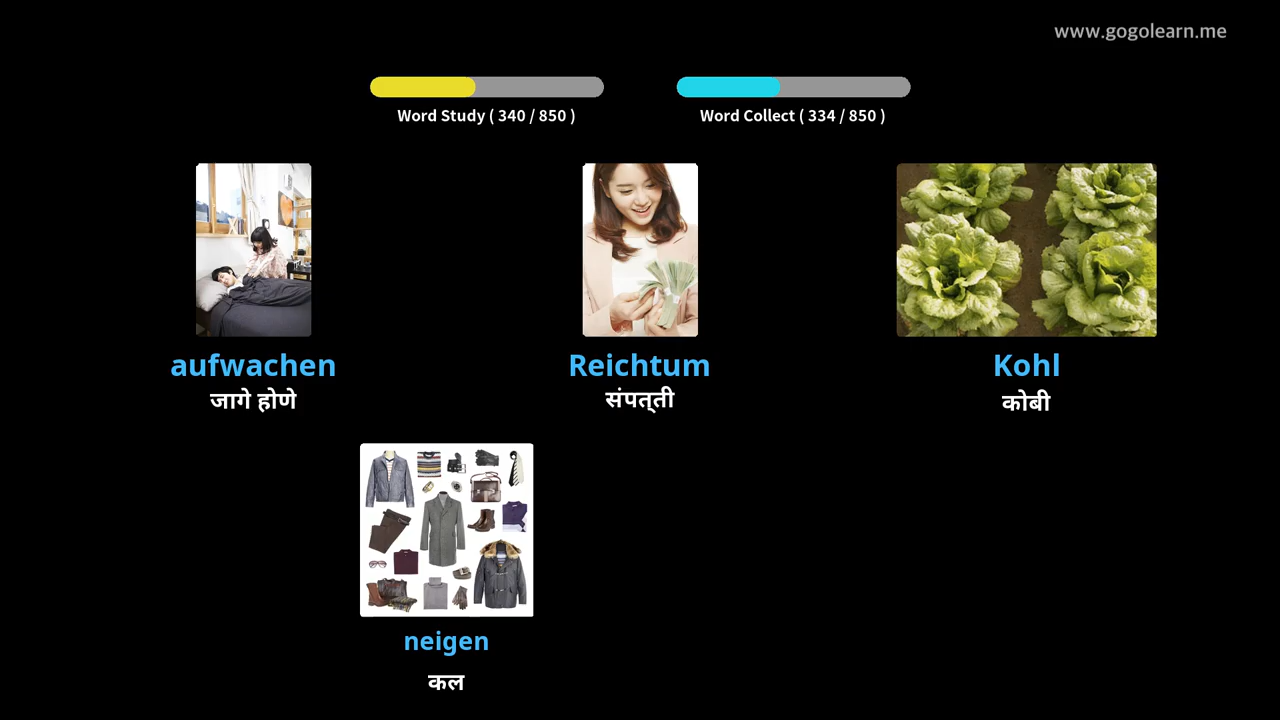 www.gogolearn.me
Word Study ( 340 / 850 )
Word Collect ( 334 / 850 )
aufwachen
Reichtum
Kohl
जागे होणे
संपत्ती
कोबी
neigen
कल